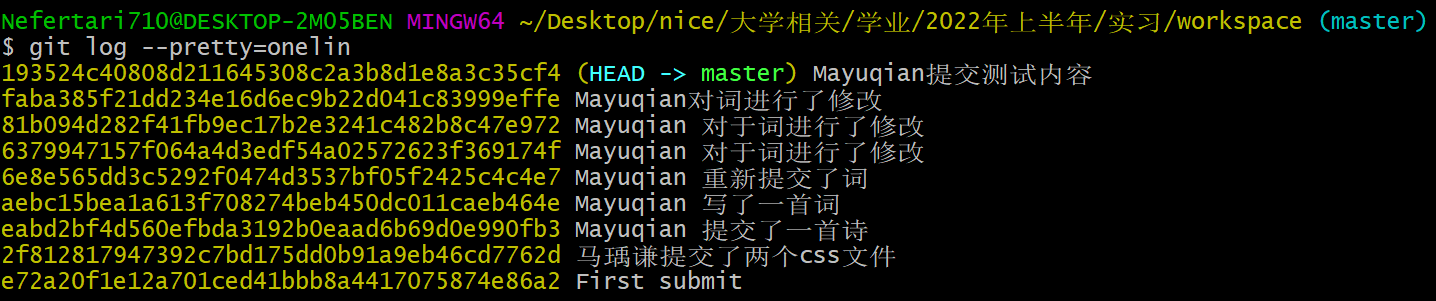 Nefertari710@DESKTOP-2M05BEN MINGW64 ~/Desktop/nice/大学相关/学业/2022年上半年/实习/workspace (master)
$ git log --pretty=onelin
193524c40808d211645308c2a3b8d1e8a3c35cf4 (HEAD -> master) Mayuqian提交测试内容
faba385f21dd234e16d6ec9b22d041c83999effe Mayuqian对词进行了修改
81b094d282f41fb9ec17b2e3241c482b8c47e972 Mayuqian 对于词进行了修改
6379947157f064a4d3edf54a02572623f369174f Mayuqian 对于词进行了修改
6e8e565dd3c5292f0474d3537bf05f2425c4c4e7 Mayuqian 重新提交了词
aebc15bea1a613f708274beb450dc011caeb464e Mayuqian 写了一首词
eabd2bf4d560efbda3192b0eaad6b69d0e990fb3 Mayuqian 提交了一首诗
2f812817947392c7bd175dd0b91a9eb46cd7762d 马瑀谦提交了两个css文件
e72a20f1e12a701ced41bbb8a4417075874e86a2 First submit